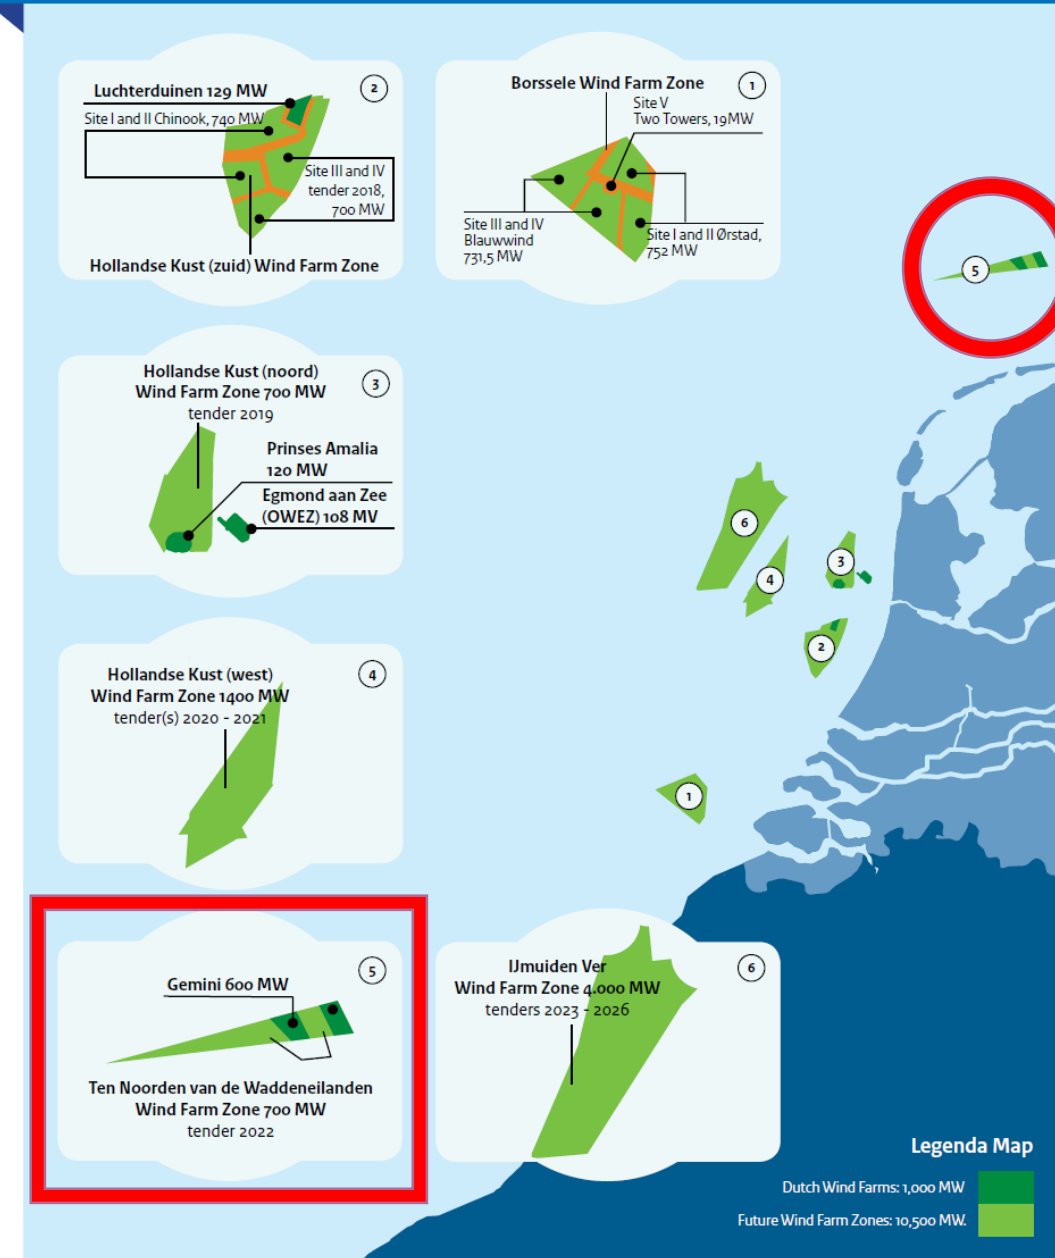 Luchterduinen 129 MW
2
Site I and II Chinook, 740 MW
Site III and IV
tender 2018,
700 MW
Hollandse Kust (zuid) Wind Farm Zone
Borssele Wind Farm Zone
1
Site V
Two Towers, 19MW
Site III and IV
Blauwwind
731,5 MW
Site I and II Ørstad,
752 MW
5
Hollandse Kust (noord)
Wind Farm Zone 700 MW
tender 2019
3
Prinses Amalia
120 MW
Egmond aan Zee
(OWEZ) 108 MV
6
4
3
2
1
Hollandse Kust (west)
Wind Farm Zone 1400 MW
tender(s) 2020 - 2021
4
Gemini 600 MW
5
Ten Noorden van de Waddeneilanden
Wind Farm Zone 700 MW
tender 2022
IJmuiden Ver
Wind Farm Zone 4.000 MW
tenders 2023 - 2026
6
Legenda Map
Dutch Wind Farms: 1,000 MW
Future Wind Farm Zones: 10,500 MW.